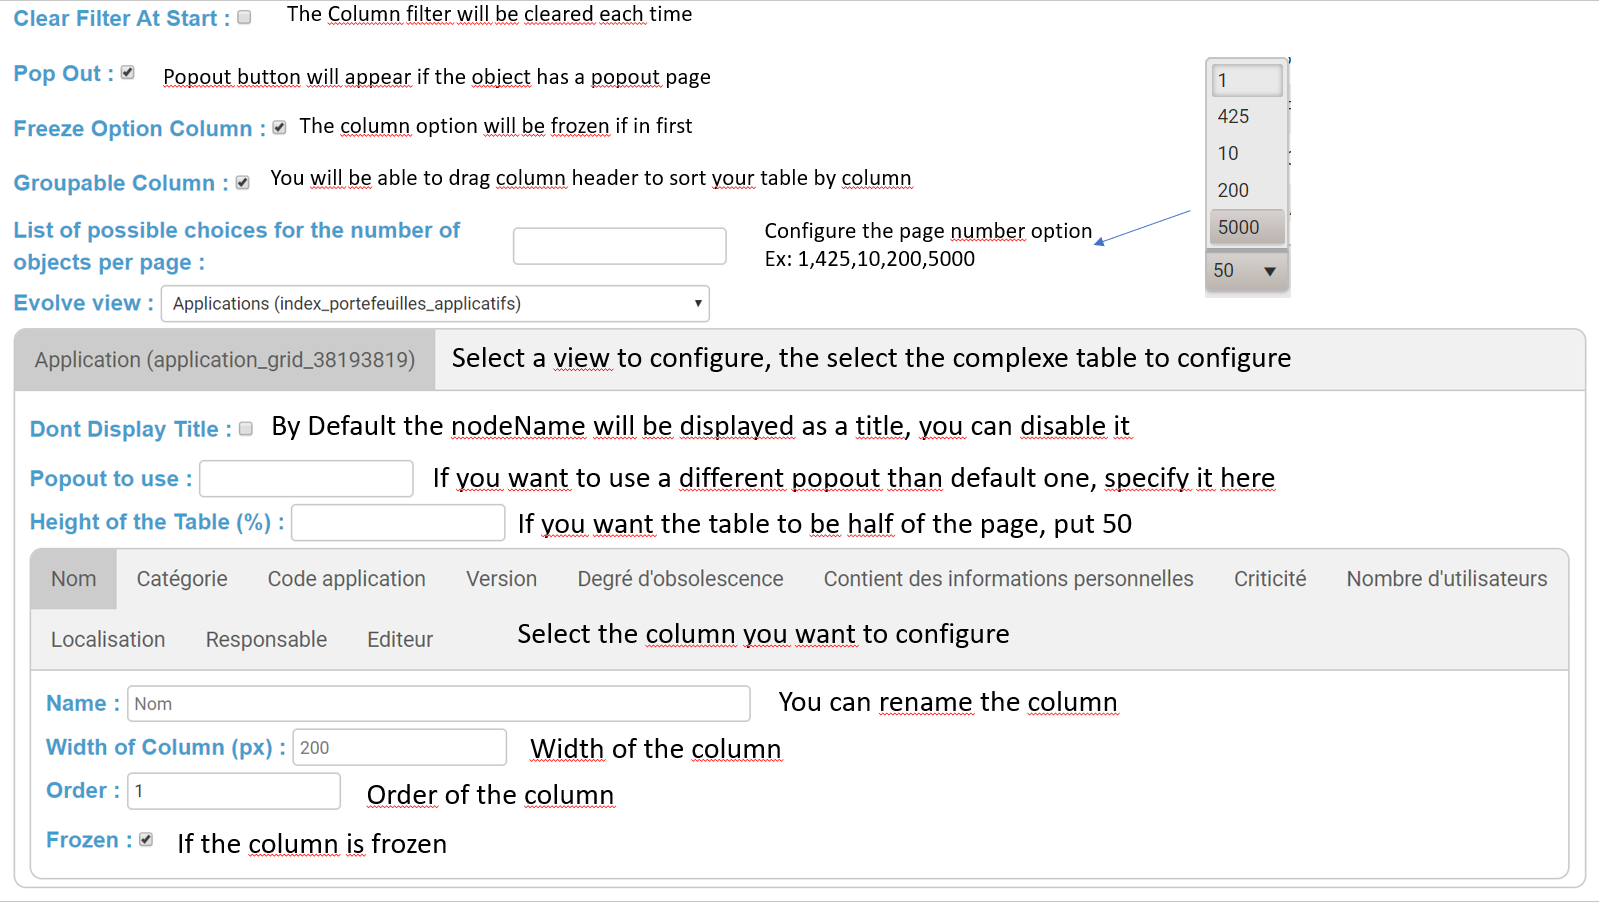 Clear Filter At Start : The Column filter will be cleared each time
Pop Out : Popout button will appear if the object has a popout page
Freeze Option Column : The column option will be frozen if in first
Groupable Column : You will be able to drag column header to sort your table by column
List of possible choices for the number of
objects per page :
Configure the page number option
Ex: 1,425,10,200,5000
1
425
10
200
5000
50
Evolve view : Applications (index_portefeuilles_applicatifs)
Application (application_grid_38193819) Select a view to configure, the select the complexe table to configure
Dont Display Title : By Default the nodeName will be displayed as a title, you can disable it
Popout to use : If you want to use a different popout than default one, specify it here
Height of the Table (%) : If you want the table to be half of the page, put 50
Nom Catégorie Code application Version Degré d'obsolescence Contient des informations personnelles Criticité Nombre d'utilisateurs
Localisation Responsable Editeur Select the column you want to configure
Name : Nom You can rename the column
Width of Column (px) : 200 Width of the column
Order : 1 Order of the column
Frozen : If the column is frozen